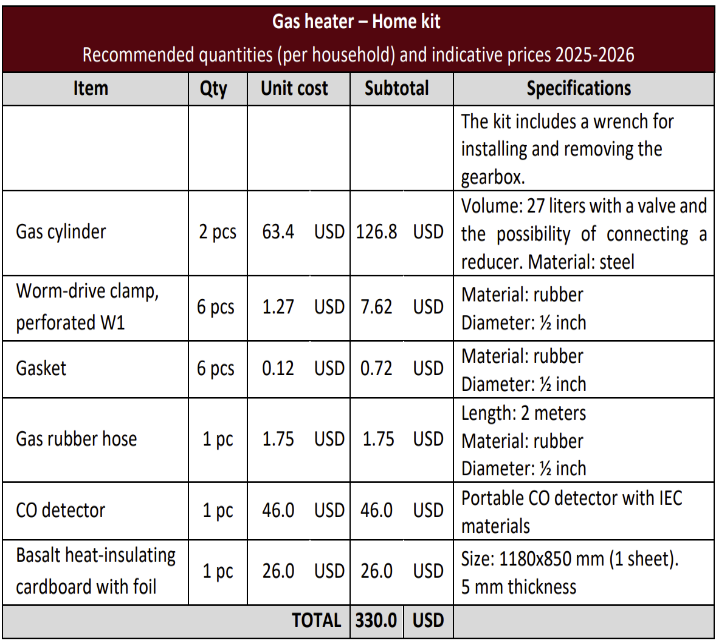 Gas heater – Home kit
Recommended quantities (per household) and indicative prices 2025-2026
Item Qty Unit cost Subtotal Specifications
The kit includes a wrench for
installing and removing the
gearbox.
Gas cylinder 2 pcs 63.4 USD 126.8 USD Volume: 27 liters with a valve and
the possibility of connecting a
reducer. Material: steel
Worm-drive clamp,
perforated W1 6 pcs 1.27 USD 7.62 USD Material: rubber
Diameter: ½ inch
Gasket 6 pcs 0.12 USD 0.72 USD Material: rubber
Diameter: ½ inch
Gas rubber hose 1 pc 1.75 USD 1.75 USD Length: 2 meters
Material: rubber
Diameter: ½ inch
CO detector 1 pc 46.0 USD 46.0 USD Portable CO detector with IEC
materials
Basalt heat-insulating
cardboard with foil 1 pc 26.0 USD 26.0 USD Size: 1180x850 mm (1 sheet).
5 mm thickness
TOTAL 330.0 USD